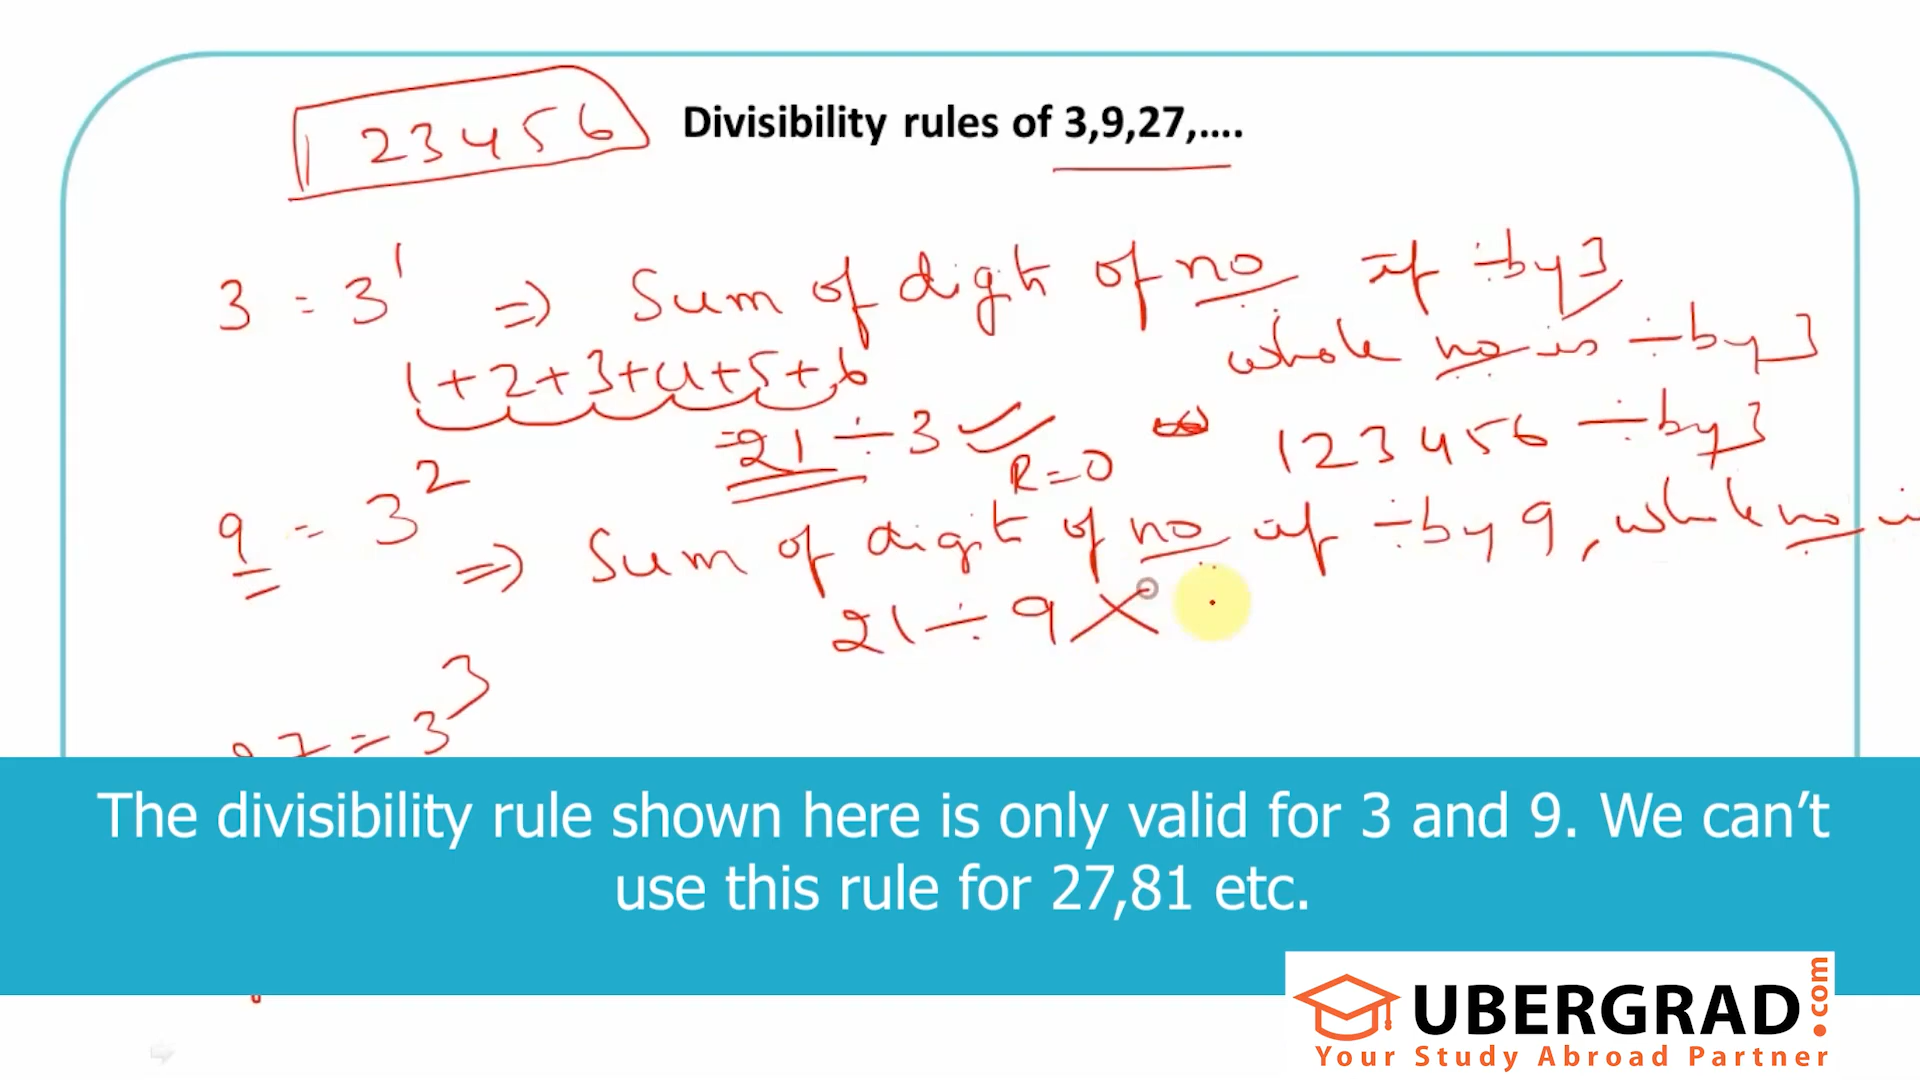 123456
Divisibility rules of 3,9,27,....
3 = 3¹ ⇒ Sum of digit of no if ÷ by 3
whole no is ÷ by 3
1+2+3+4+5+6
=21 ÷ 3 R=0
123456 ÷ by 3
9 = 3²
⇒ Sum of digit of no if ÷ by 9, whole no i
21 ÷ 9 X
27 = 3³
The divisibility rule shown here is only valid for 3 and 9. We can't
use this rule for 27,81 etc.
UBERGRAD.com
Your Study Abroad Partner